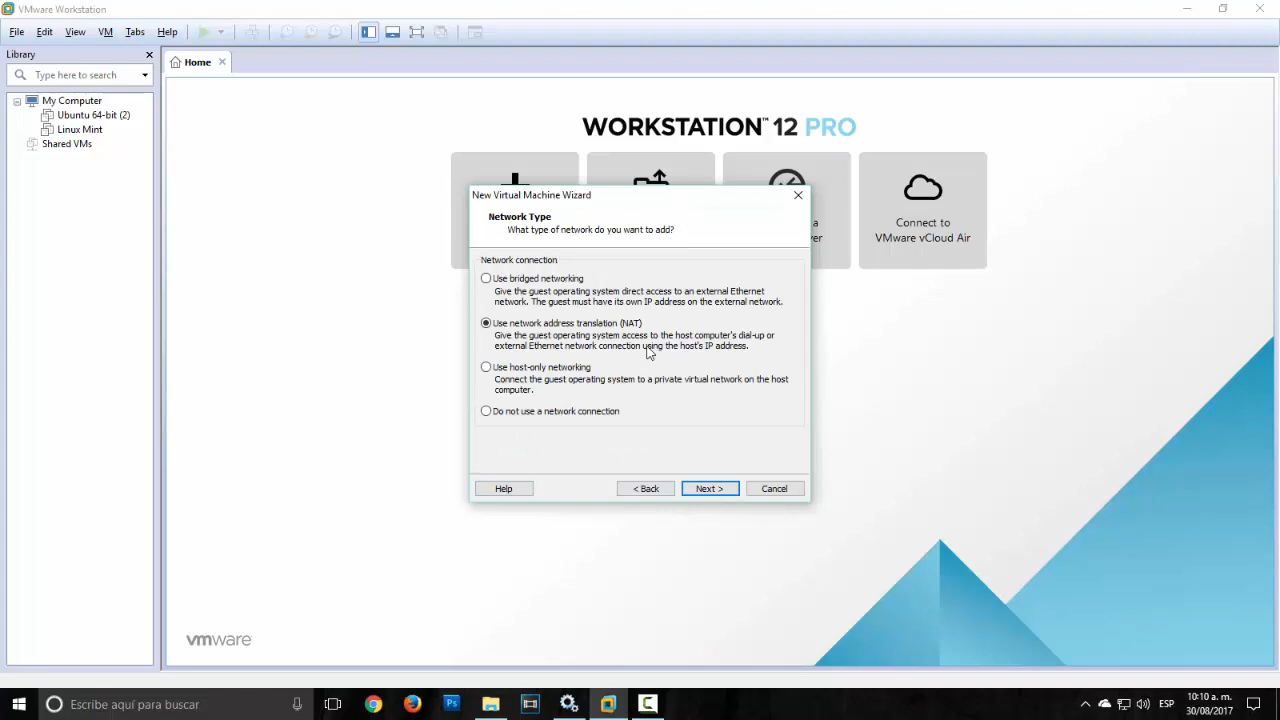 VMware Workstation
File Edit View VM Tabs Help
Library
Type here to search
My Computer
Ubuntu 64-bit (2)
Linux Mint
Shared VMs
Home
WORKSTATION™ 12 PRO
a
Connect to
VMware vCloud Air
New Virtual Machine Wizard
Network Type
What type of network do you want to add?
Network connection
Use bridged networking
Give the guest operating system direct access to an external Ethernet
network. The guest must have its own IP address on the external network.
Use network address translation (NAT)
Give the guest operating system access to the host computer's dial-up or
external Ethernet network connection using the host's IP address.
Use host-only networking
Connect the guest operating system to a private virtual network on the host
computer.
Do not use a network connection
Help
< Back
Next >
Cancel
vmware
Escribe aquí para buscar
Ps
ESP
10:10 a. m.
30/08/2017